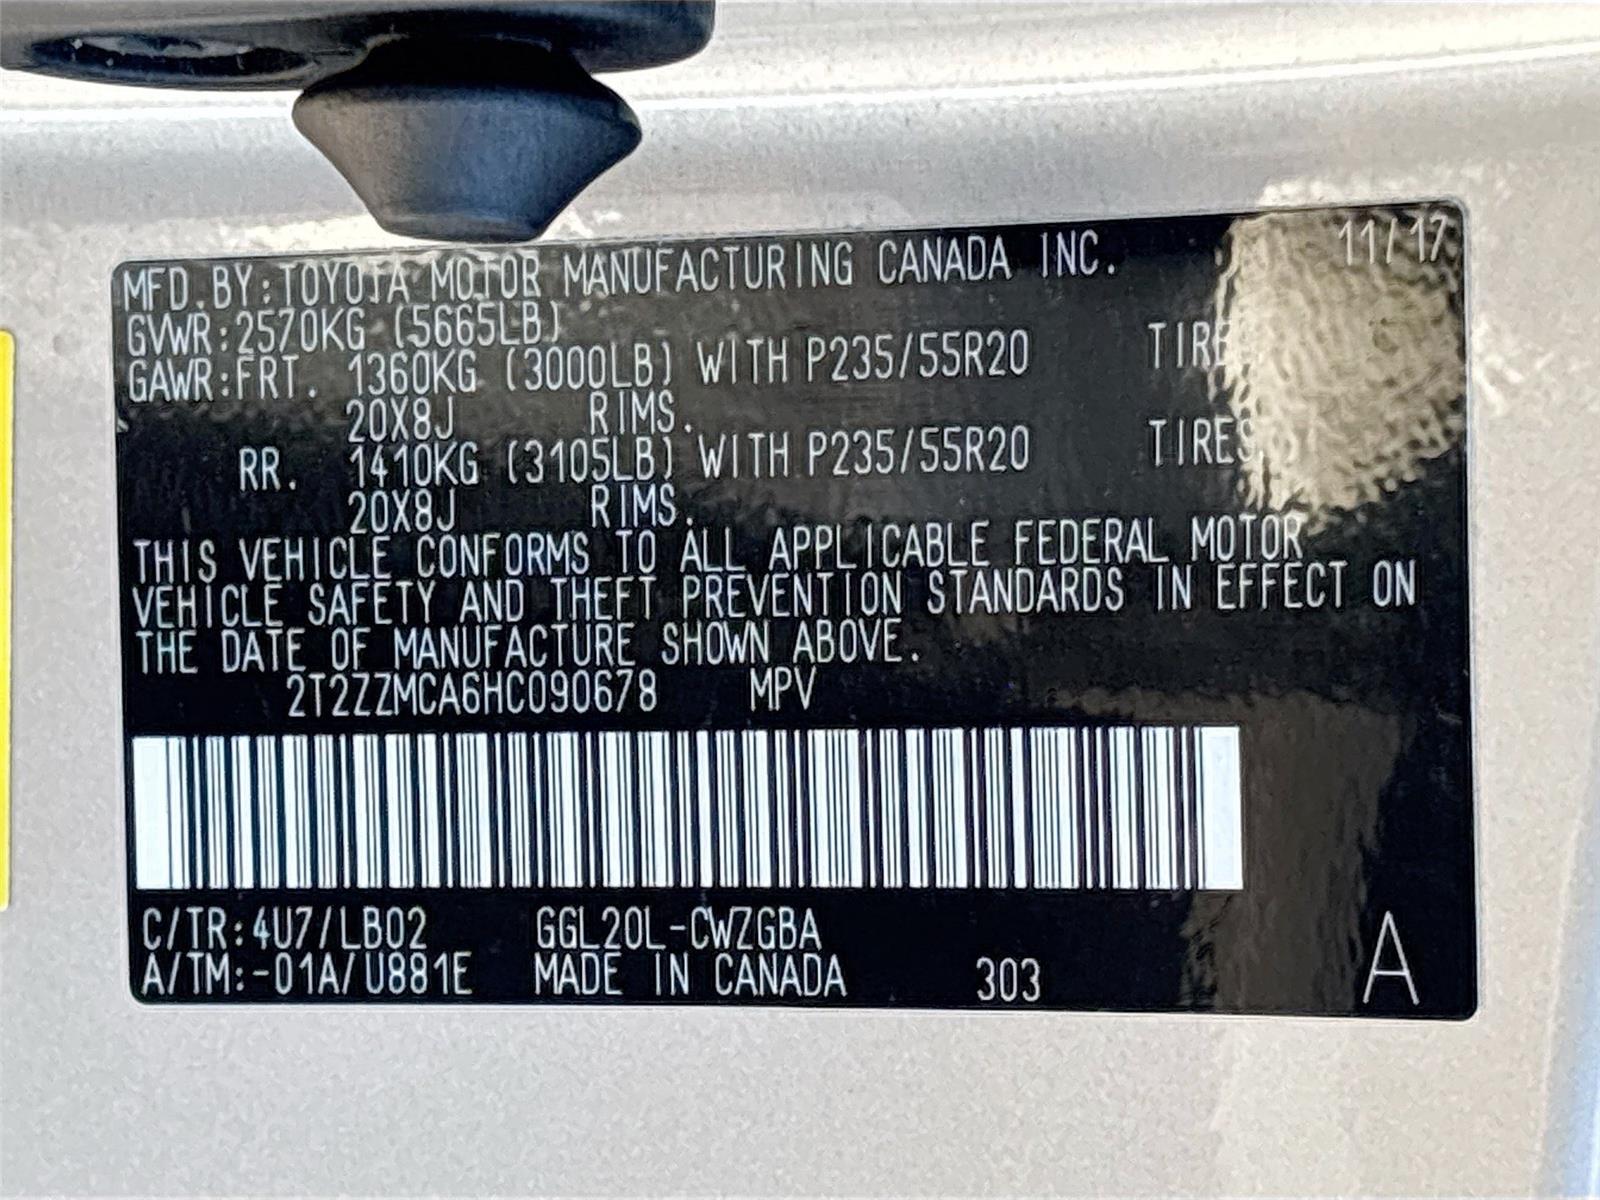 MFD.BY:TOYOTA MOTOR MANUFACTURING CANADA INC. 11/17
GVWR:2570KG (5665LB)
GAWR:FRT. 1360KG (3000LB) WITH P235/55R20 TIRES
20X8J RIMS.
RR. 1410KG (3105LB) WITH P235/55R20 TIRES
20X8J RIMS.
THIS VEHICLE CONFORMS TO ALL APPLICABLE FEDERAL MOTOR
VEHICLE SAFETY AND THEFT PREVENTION STANDARDS IN EFFECT ON
THE DATE OF MANUFACTURE SHOWN ABOVE.
2T2ZZMCA6HC090678 MPV
C/TR:4U7/LB02 GGL20L-CWZGBA
A/TM:-01A/U881E MADE IN CANADA 303 A